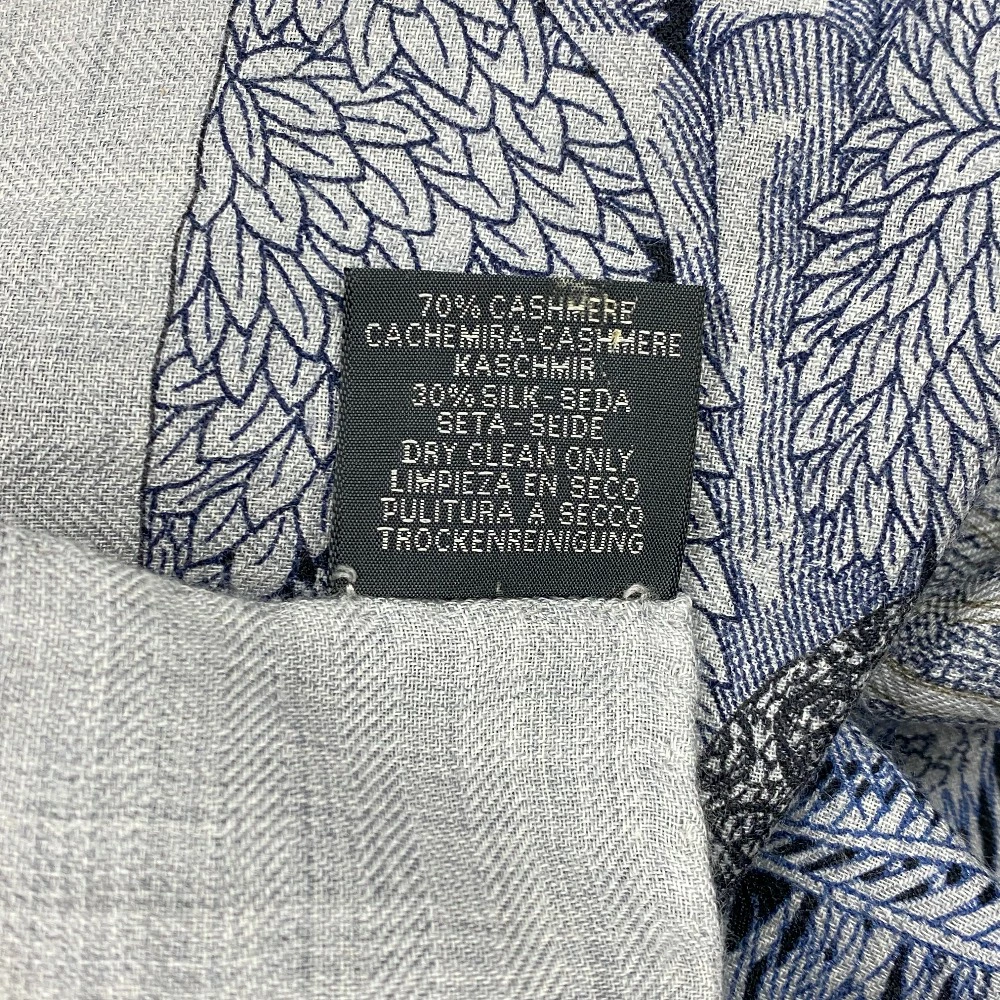 70% CASHMERE
CACHEMIRA-CASHMERE
KASCHMIR
30% SILK-SEDA
SETA-SEIDE
DRY CLEAN ONLY
LIMPIEZA EN SECO
PULITURA A SECCO
TROCKENREINIGUNG